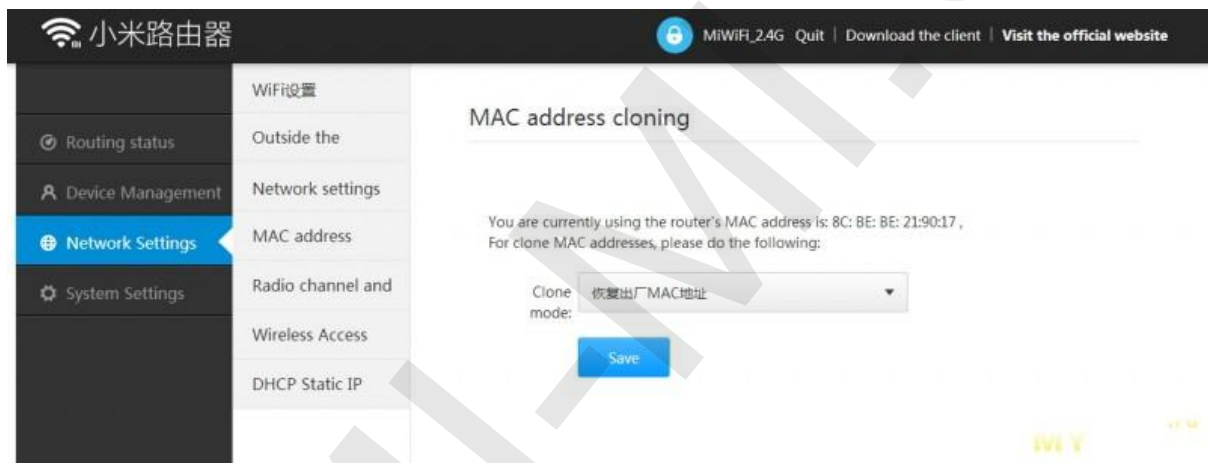 小米路由器
MiWiFi_2.4G Quit | Download the client | Visit the official website
WiFi设置
Outside the
Network settings
MAC address
Radio channel and
Wireless Access
DHCP Static IP
Routing status
Device Management
Network Settings
System Settings
MAC address cloning
You are currently using the router's MAC address is: 8C: BE: BE: 21:90:17 ,
For clone MAC addresses, please do the following:
Clone
mode:
恢复出厂MAC地址
Save
MY